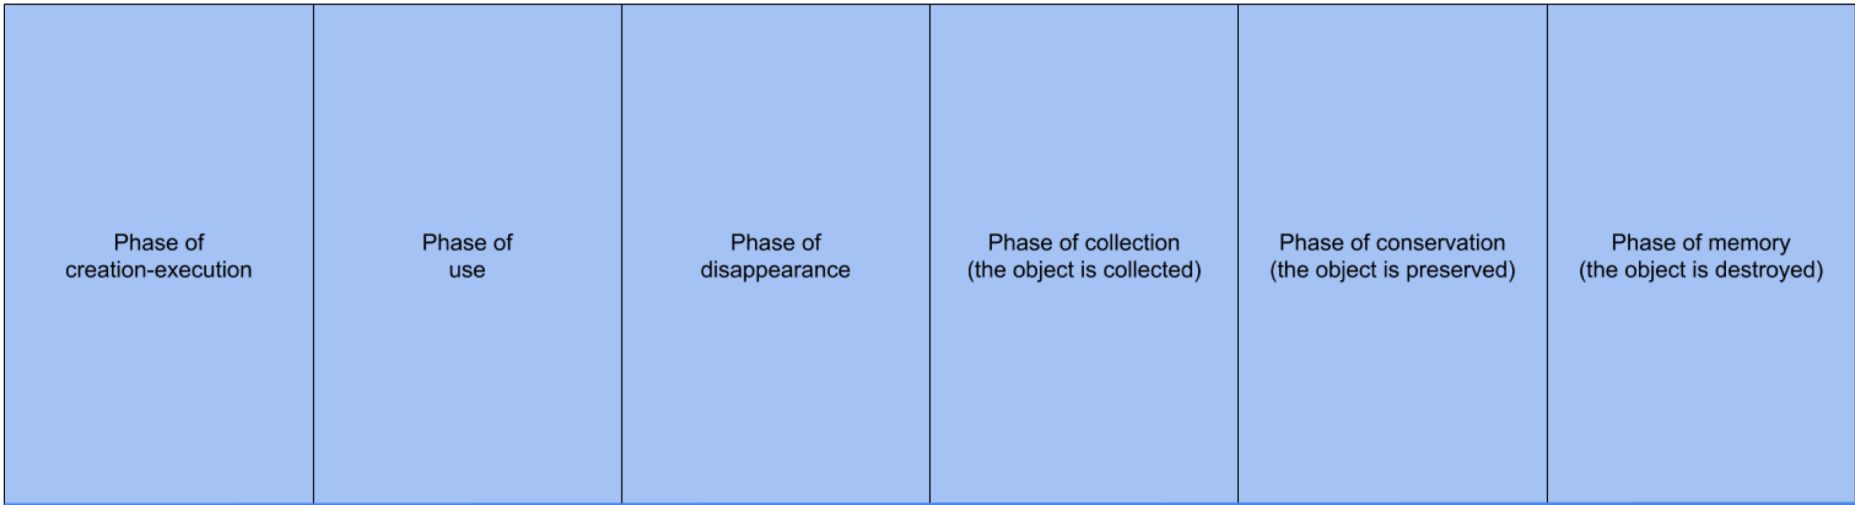 Phase of
creation-execution
Phase of
use
Phase of
disappearance
Phase of collection
(the object is collected)
Phase of conservation
(the object is preserved)
Phase of memory
(the object is destroyed)